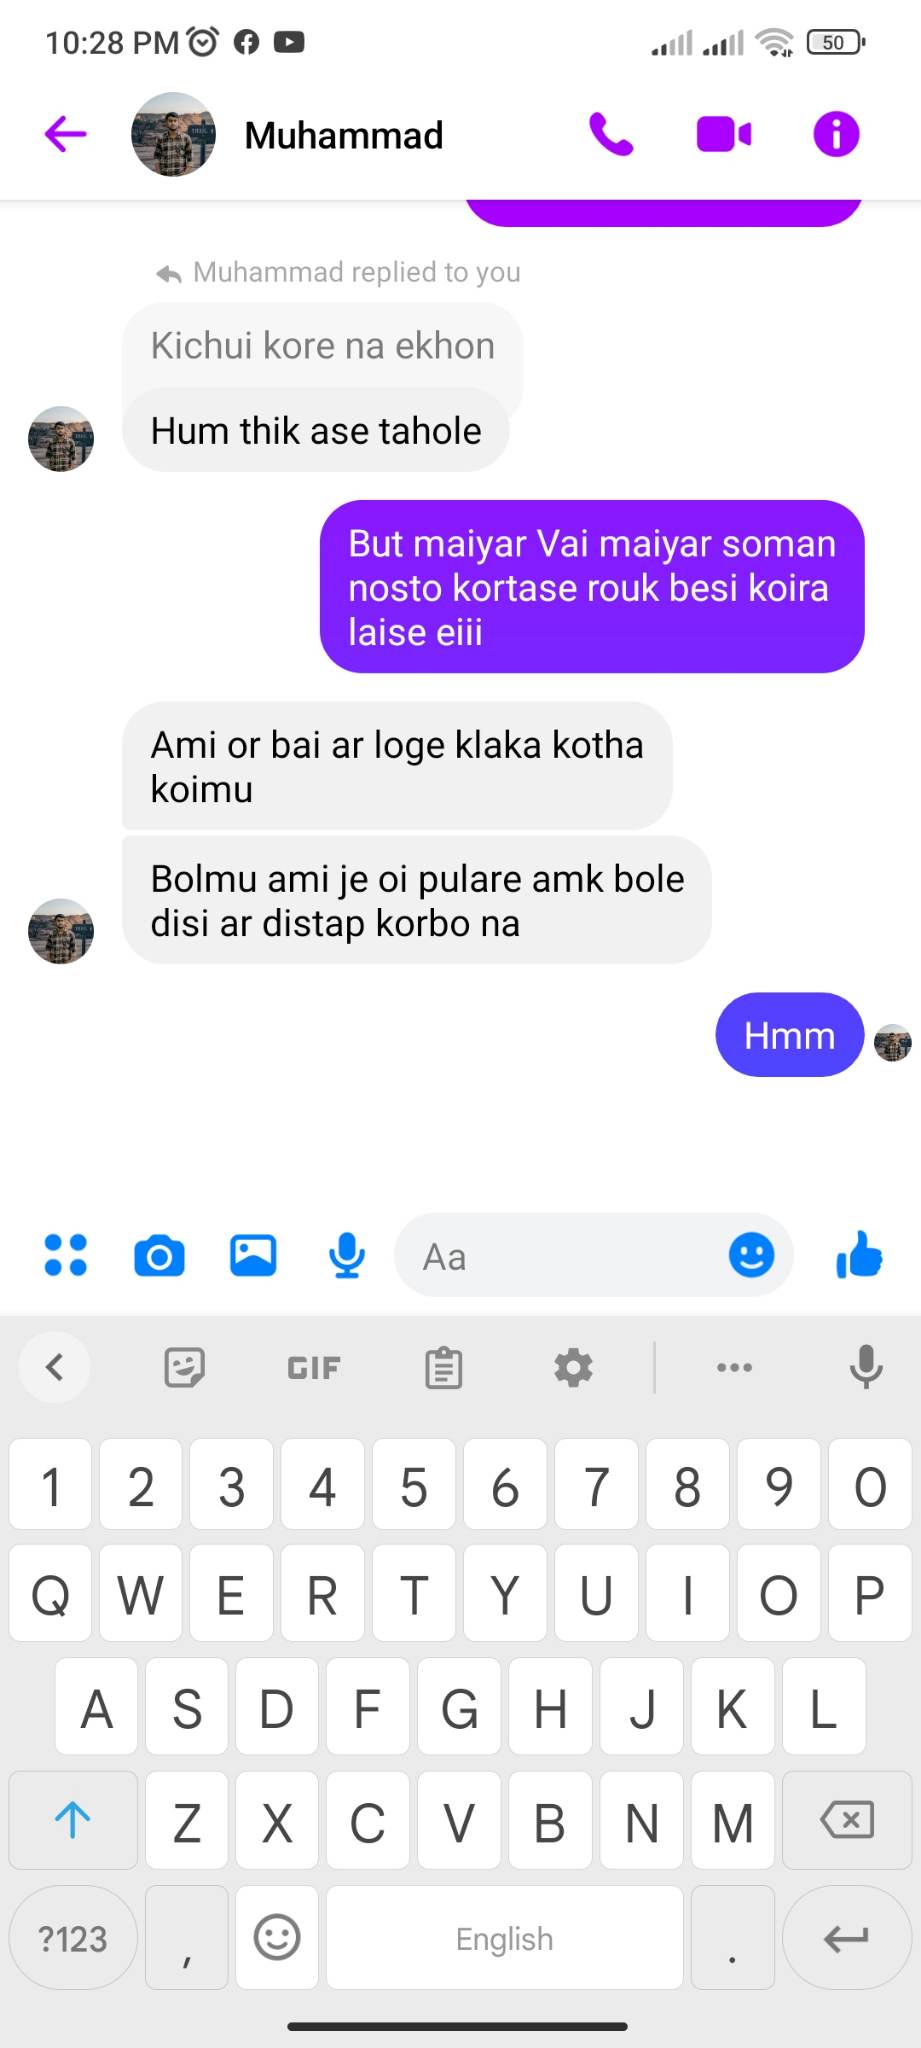 10:28 PM
50
Muhammad
Muhammad replied to you
Kichui kore na ekhon
Hum thik ase tahole
But maiyar Vai maiyar soman
nosto kortase rouk besi koira
laise eiii
Ami or bai ar loge klaka kotha
koimu
Bolmu ami je oi pulare amk bole
disi ar distap korbo na
Hmm
Aa
GIF
1 2 3 4 5 6 7 8 9 0
Q W E R T Y U I O P
A S D F G H J K L
Z X C V B N M
?123 , English .